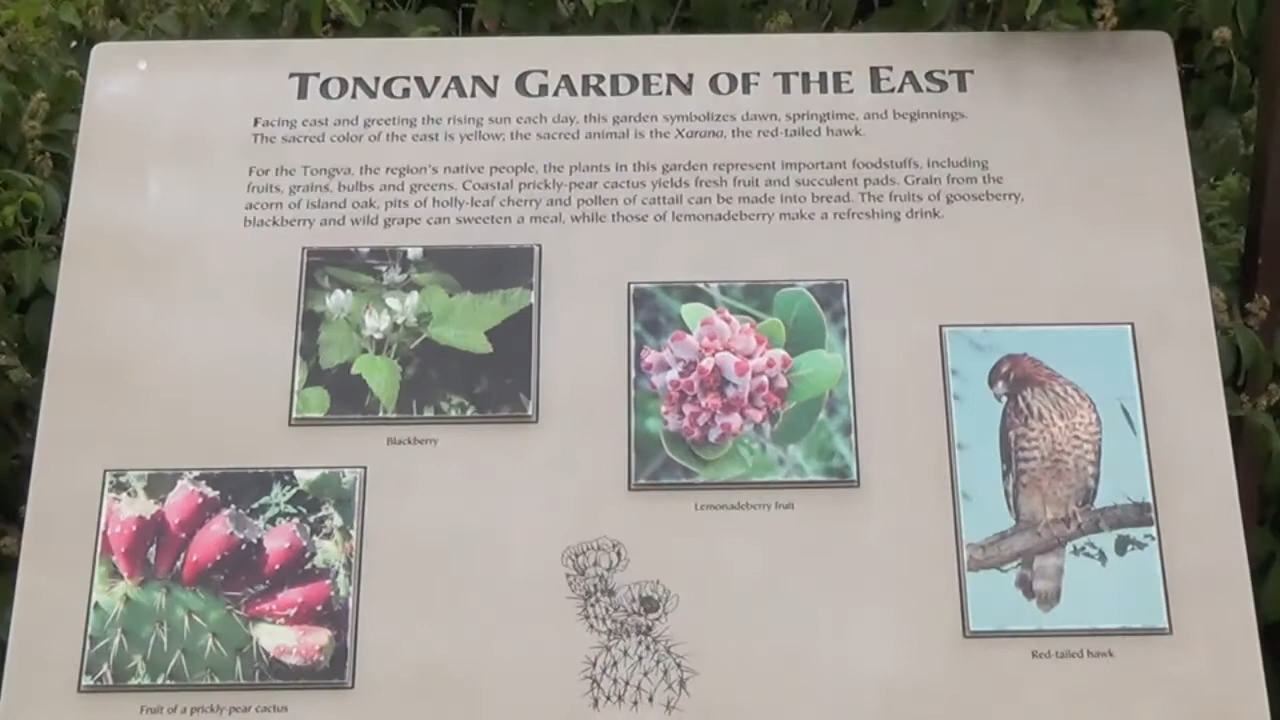 TONGVAN GARDEN OF THE EAST
Facing east and greeting the rising sun each day, this garden symbolizes dawn, springtime, and beginnings.
The sacred color of the east is yellow; the sacred animal is the Xarana, the red-tailed hawk.
For the Tongva, the region's native people, the plants in this garden represent important foodstuffs, including
fruits, grains, bulbs and greens. Coastal prickly-pear cactus yields fresh fruit and succulent pads. Grain from the
acorn of island oak, pits of holly-leaf cherry and pollen of cattail can be made into bread. The fruits of gooseberry,
blackberry and wild grape can sweeten a meal, while those of lemonadeberry make a refreshing drink.
Blackberry
Lemonadeberry fruit
Red-tailed hawk
Fruit of a prickly-pear cactus